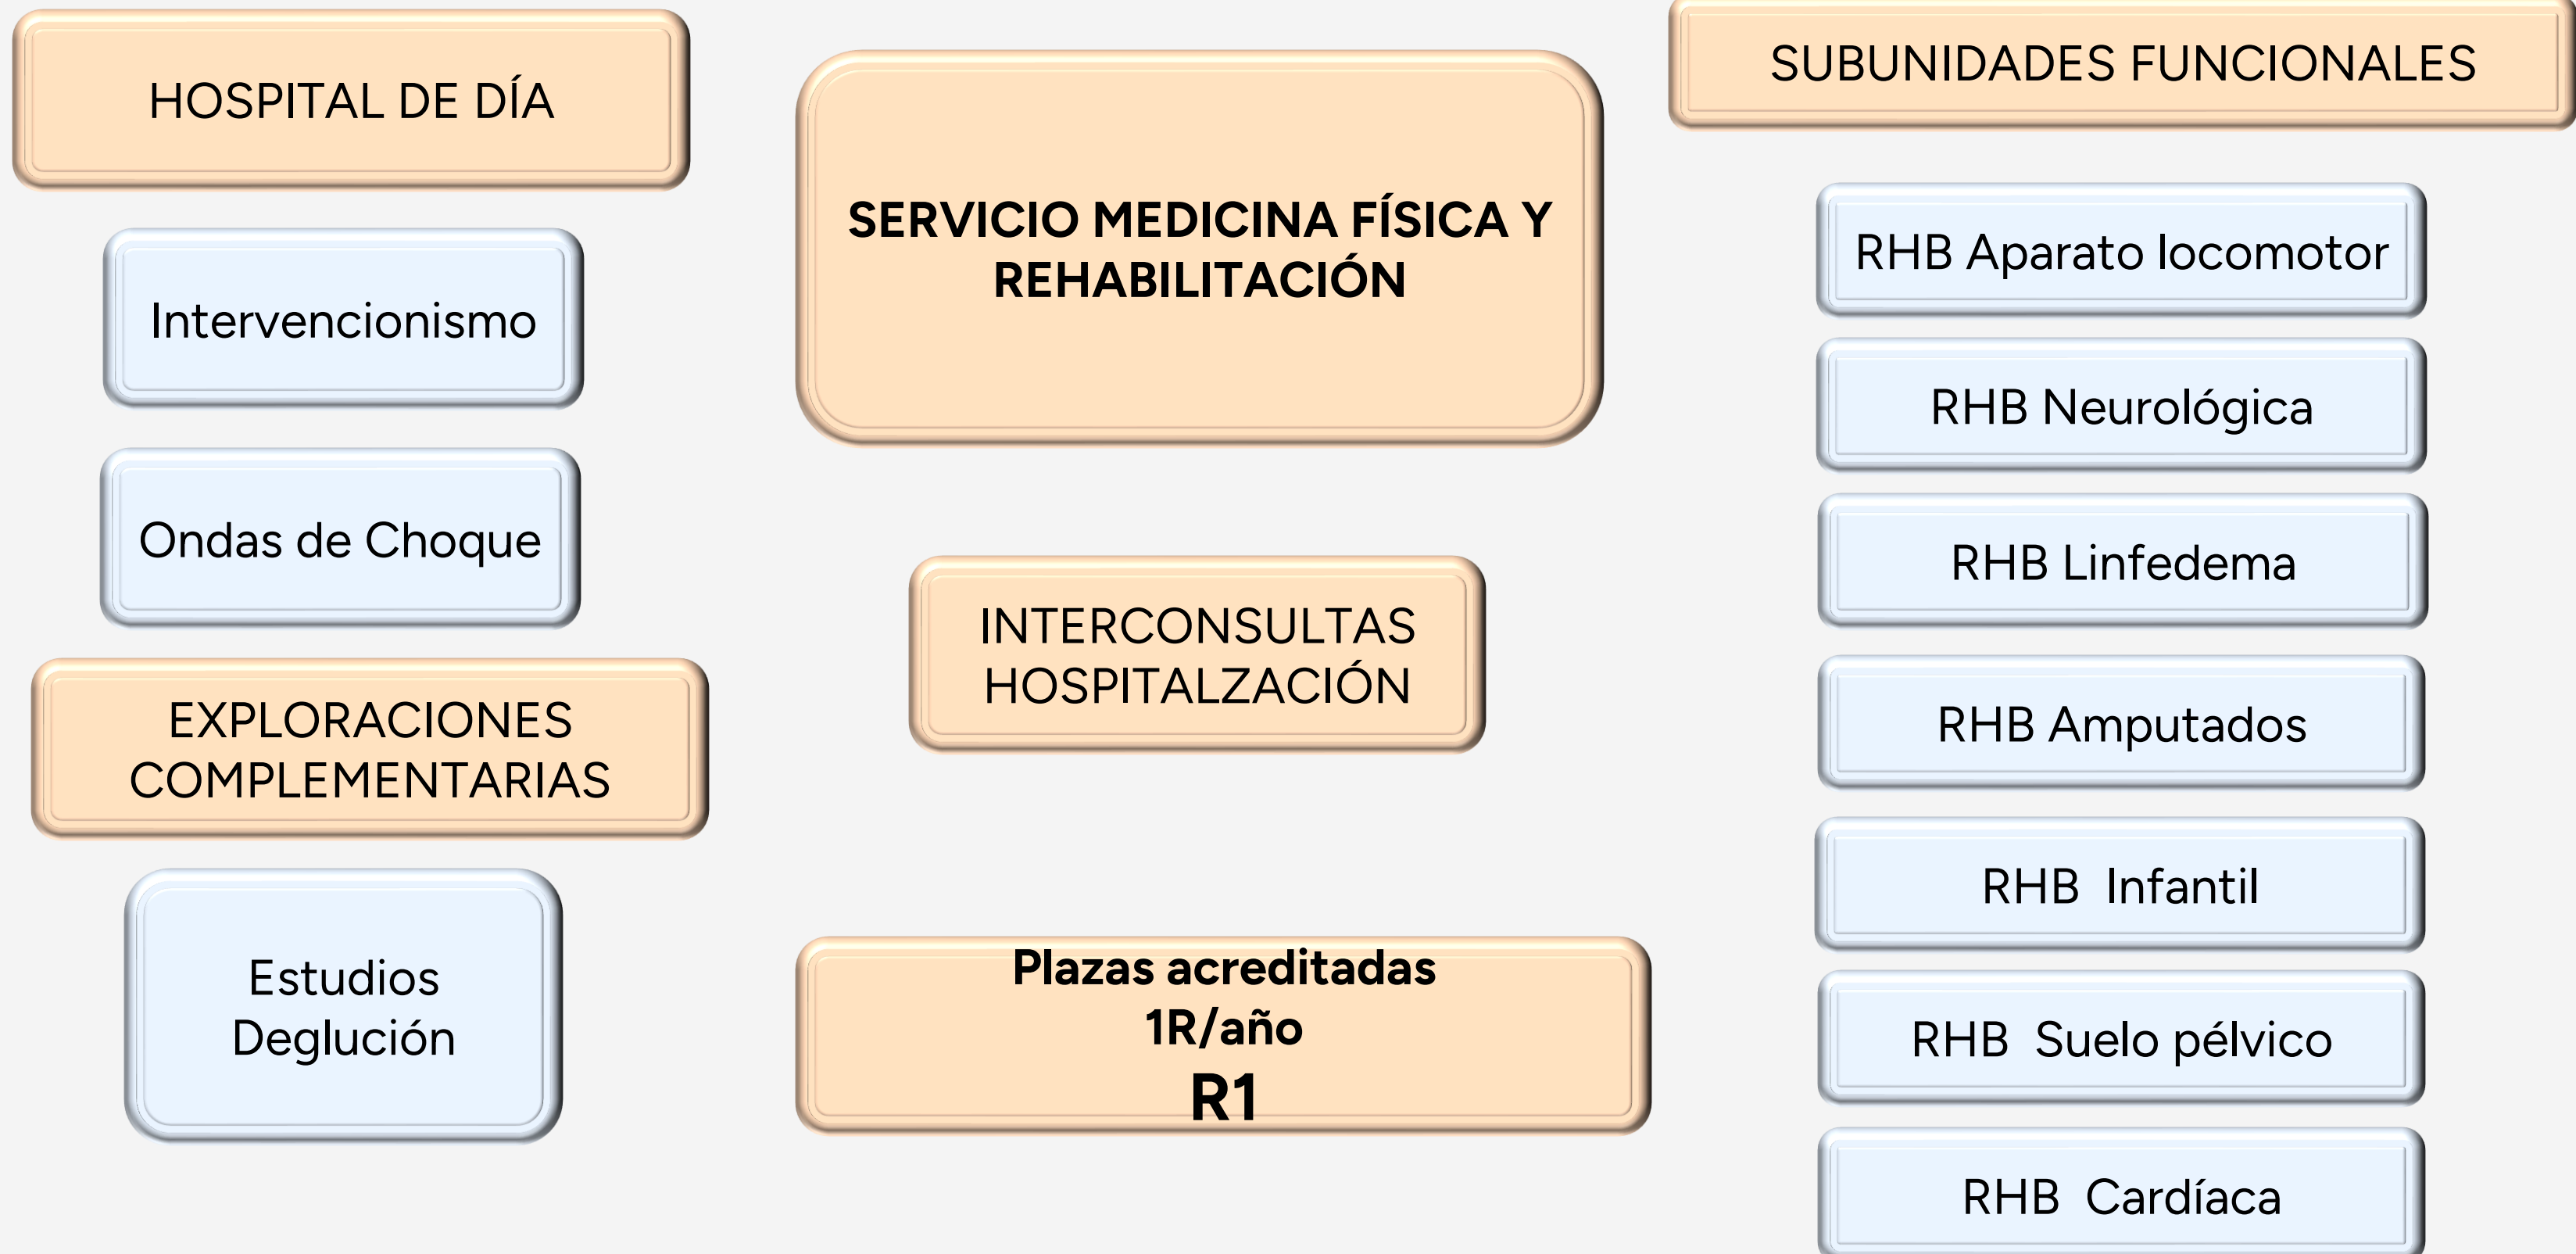 HOSPITAL DE DÍA
Intervencionismo
Ondas de Choque
EXPLORACIONES
COMPLEMENTARIAS
Estudios
Deglución
SERVICIO MEDICINA FÍSICA Y
REHABILITACIÓN
INTERCONSULTAS
HOSPITALZACIÓN
Plazas acreditadas
1R/año
R1
SUBUNIDADES FUNCIONALES
RHB Aparato locomotor
RHB Neurológica
RHB Linfedema
RHB Amputados
RHB Infantil
RHB Suelo pélvico
RHB Cardíaca